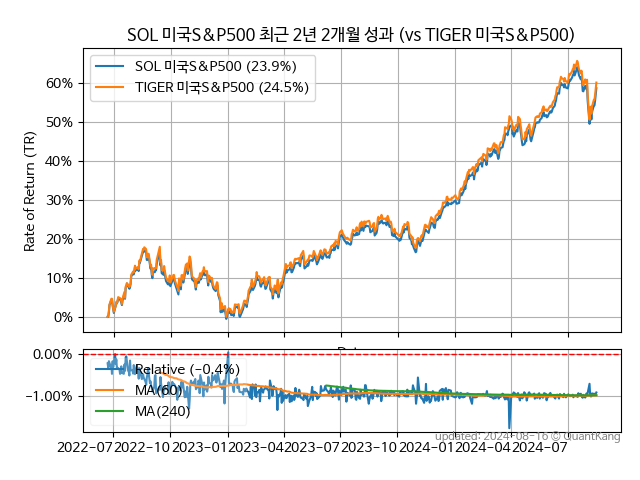 SOL 미국S&P500 최근 2년 2개월 성과 (vs TIGER 미국S&P500)
SOL 미국S&P500 (23.9%)
TIGER 미국S&P500 (24.5%)
Rate of Return (TR)
60%
50%
40%
30%
20%
10%
0%
0.00%
−1.00%
Relative (−0.4%)
MA(60)
MA(240)
2022-07
2022-10
2023-01
2023-04
2023-07
2023-10
2024-01
2024-04
2024-07
updated: 2024-08-16 © QuantKang